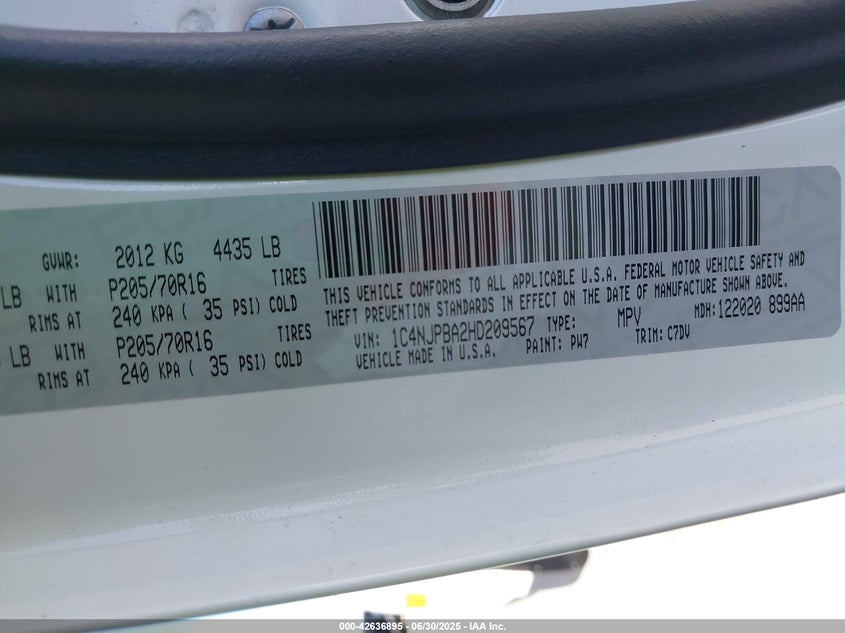 GVWR: 2012 KG 4435 LB
LB WITH P205/70R16 TIRES
RIMS AT 240 KPA ( 35 PSI) COLD
LB WITH P205/70R16 TIRES
RIMS AT 240 KPA ( 35 PSI) COLD
THIS VEHICLE CONFORMS TO ALL APPLICABLE U.S.A. FEDERAL MOTOR VEHICLE SAFETY AND
THEFT PREVENTION STANDARDS IN EFFECT ON THE DATE OF MANUFACTURE SHOWN ABOVE.
VIN: 1C4NJPBA2HD209567 TYPE: MPV MDH: 122020 899AA
VEHICLE MADE IN U.S.A. PAINT: PW7 TRIM: C7DV
000-42636895 - 06/30/2025 - IAA Inc.